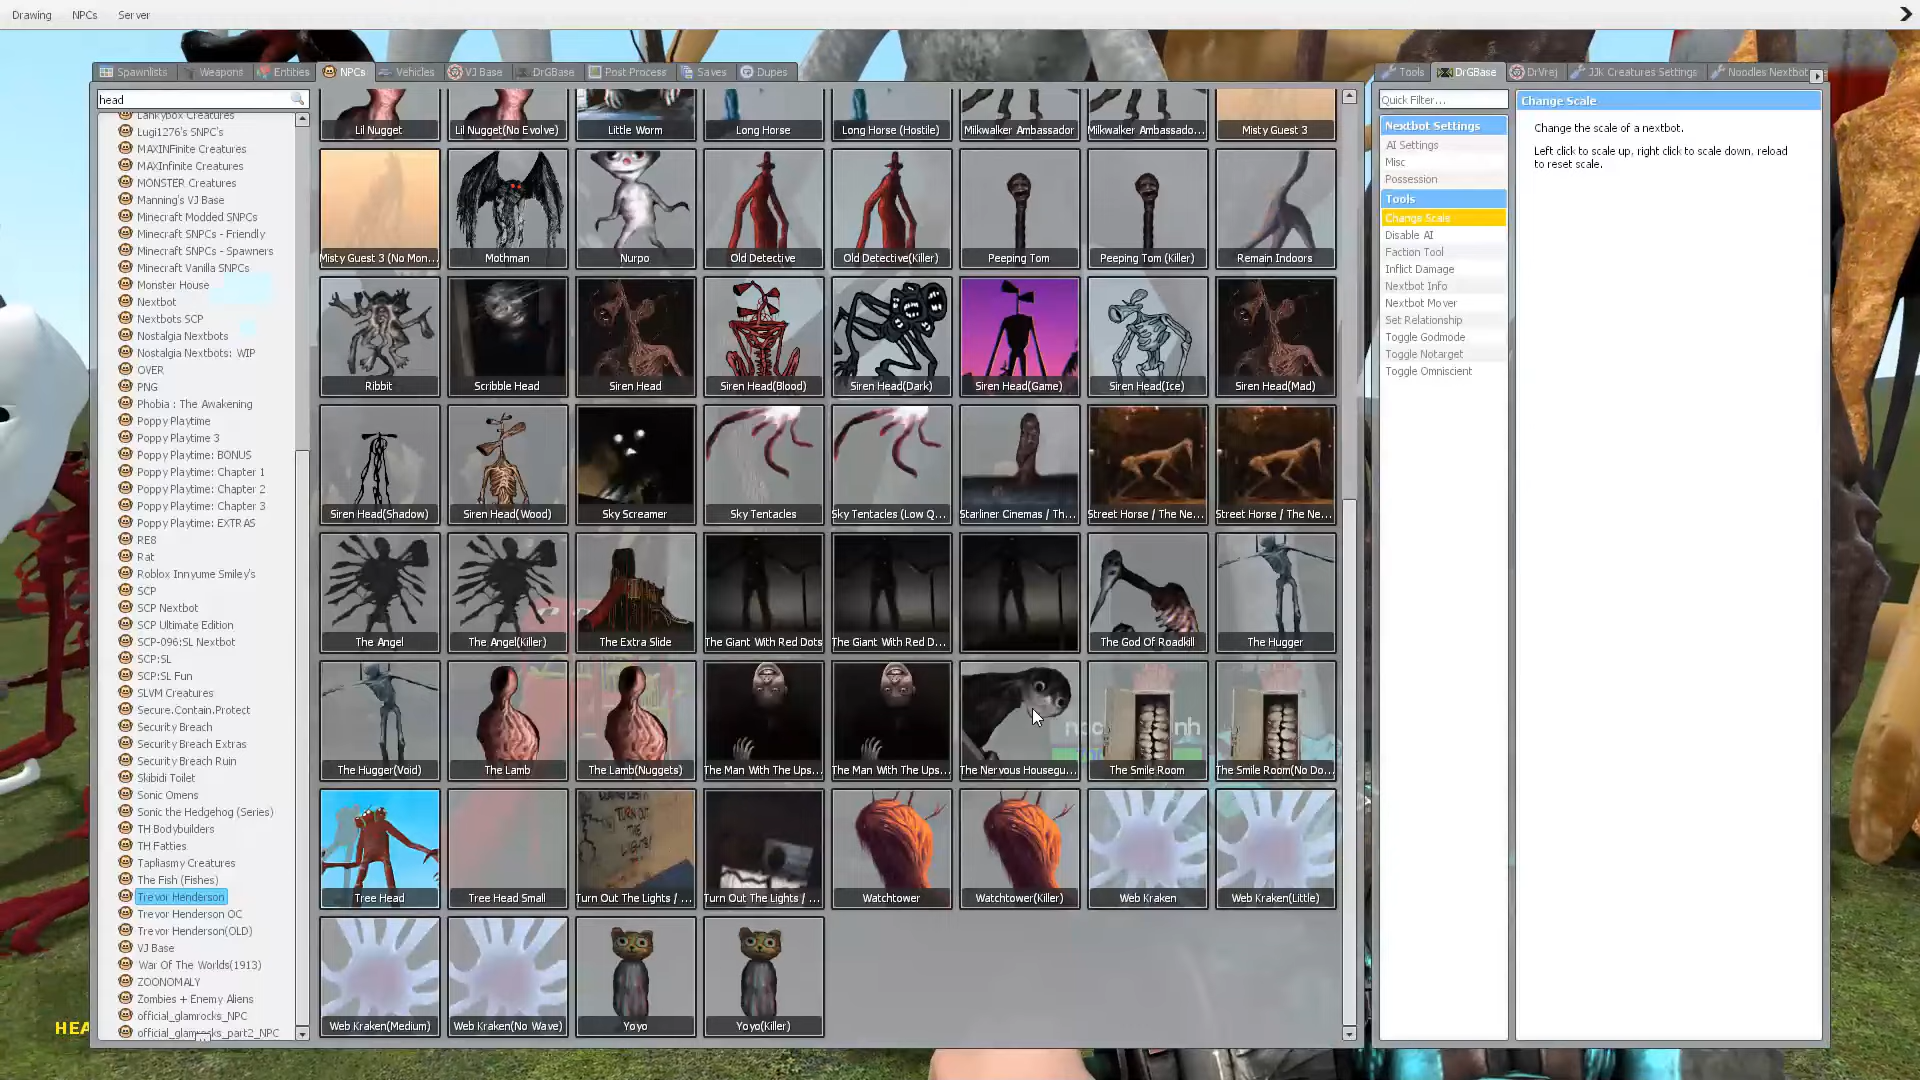 Drawing NPCs Server
Spawnlists Weapons Entities NPCs Vehicles VJ Base DrGBase Post Process Saves Dupes
Tools DrGBase DrVrej JJk Creatures Settings Noodles Nextbot
head
Lankybox Creatures
Lugi1276's SNPC's
MAXINFinite Creatures
MAXInfinite Creatures
MONSTER Creatures
Manning's VJ Base
Minecraft Modded SNPCs
Minecraft SNPCs - Friendly
Minecraft SNPCs - Spawners
Minecraft Vanilla SNPCs
Monster House
Nextbot
Nextbots SCP
Nostalgia Nextbots
Nostalgia Nextbots: WIP
OVER
PNG
Phobia : The Awakening
Poppy Playtime
Poppy Playtime 3
Poppy Playtime: BONUS
Poppy Playtime: Chapter 1
Poppy Playtime: Chapter 2
Poppy Playtime: Chapter 3
Poppy Playtime: EXTRAS
RE8
Rat
Roblox Innyume Smiley's
SCP
SCP Nextbot
SCP Ultimate Edition
SCP-096:SL Nextbot
SCP:SL
SCP:SL Fun
SLVM Creatures
Secure.Contain.Protect
Security Breach
Security Breach Extras
Security Breach Ruin
Skibidi Toilet
Sonic Omens
Sonic the Hedgehog (Series)
TH Bodybuilders
TH Fatties
Tapliasmy Creatures
The Fish (Fishes)
Trevor Henderson
Trevor Henderson OC
Trevor Henderson(OLD)
VJ Base
War Of The Worlds(1913)
ZOONOMALY
Zombies + Enemy Aliens
official_glamrocks_NPC
official_glamrocks_part2_NPC
Lil Nugget Lil Nugget(No Evolve) Little Worm Long Horse Long Horse (Hostile) Milkwalker Ambassador Milkwalker Ambassado... Misty Guest 3
Misty Guest 3 (No Mon... Mothman Nurpo Old Detective Old Detective(Killer) Peeping Tom Peeping Tom (Killer) Remain Indoors
Ribbit Scribble Head Siren Head Siren Head(Blood) Siren Head(Dark) Siren Head(Game) Siren Head(Ice) Siren Head(Mad)
Siren Head(Shadow) Siren Head(Wood) Sky Screamer Sky Tentacles Sky Tentacles (Low Q... Starliner Cinemas / Th... Street Horse / The Ne... Street Horse / The Ne...
The Angel The Angel(Killer) The Extra Slide The Giant With Red Dots The Giant With Red D... The God Of Roadkill The Hugger
The Hugger(Void) The Lamb The Lamb(Nuggets) The Man With The Ups... The Man With The Ups... The Nervous Housegu... The Smile Room The Smile Room(No Do...
TURN OUT THE LIGHTS!
Tree Head Tree Head Small Turn Out The Lights / ... Turn Out The Lights / ... Watchtower Watchtower(Killer) Web Kraken Web Kraken(Little)
Web Kraken(Medium) Web Kraken(No Wave) Yoyo Yoyo(Killer)
Quick Filter...
Nextbot Settings
AI Settings
Misc
Possession
Tools
Change Scale
Disable AI
Faction Tool
Inflict Damage
Nextbot Info
Nextbot Mover
Set Relationship
Toggle Godmode
Toggle Notarget
Toggle Omniscient
Change Scale
Change the scale of a nextbot.
Left click to scale up, right click to scale down, reload
to reset scale.
HEA